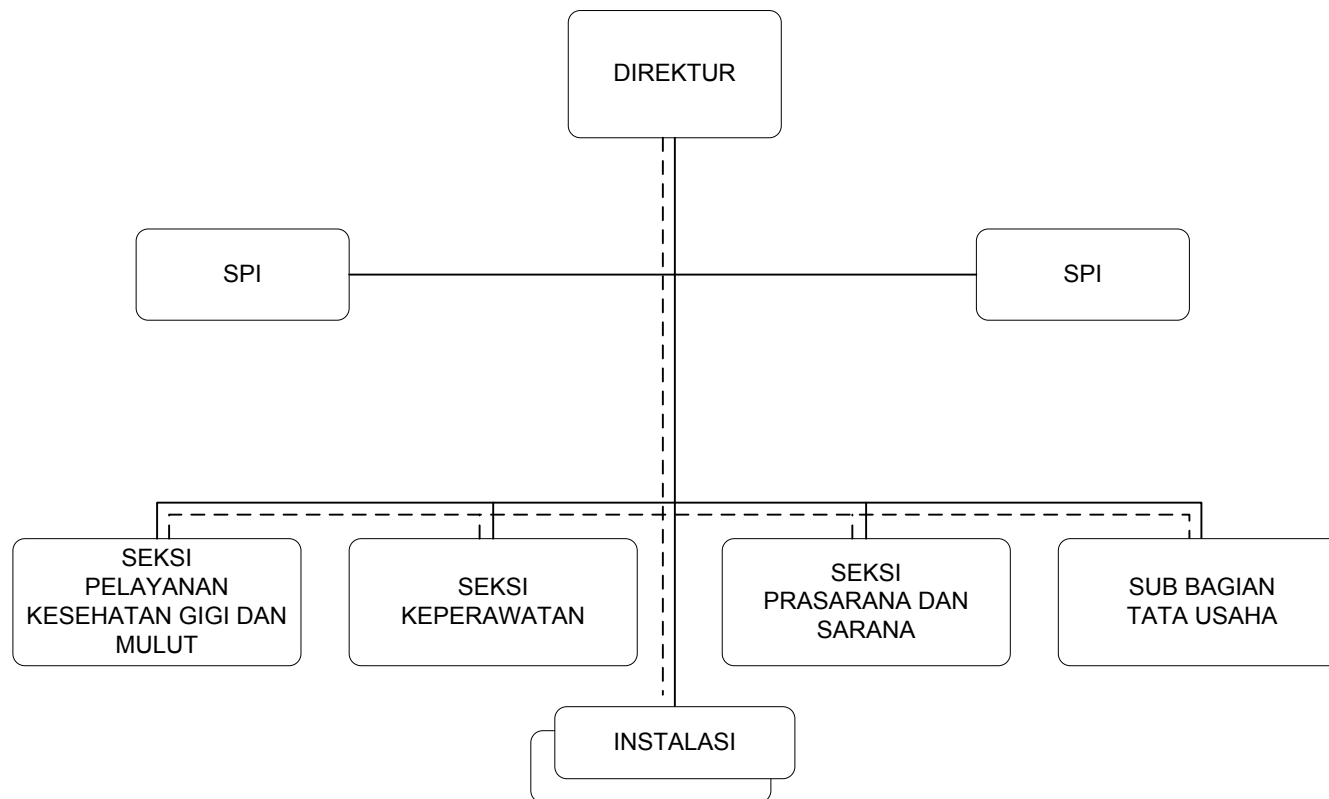 DIREKTUR
SPI
SPI
SEKSI
PELAYANAN
KESEHATAN GIGI DAN
MULUT
SEKSI
KEPERAWATAN
SEKSI
PRASARANA DAN
SARANA
SUB BAGIAN
TATA USAHA
INSTALASI